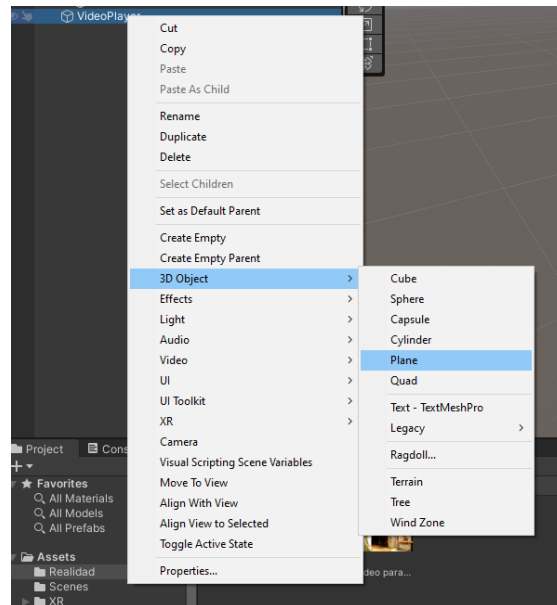 VideoPlayer
Cut
Copy
Paste
Paste As Child
Rename
Duplicate
Delete
Select Children
Set as Default Parent
Create Empty
Create Empty Parent
3D Object
Effects
Light
Audio
Video
UI
UI Toolkit
XR
Camera
Visual Scripting Scene Variables
Move To View
Align With View
Align View to Selected
Toggle Active State
Properties...
Cube
Sphere
Capsule
Cylinder
Plane
Quad
Text - TextMeshPro
Legacy
Ragdoll...
Terrain
Tree
Wind Zone
Project Cons
Favorites
All Materials
All Models
All Prefabs
Assets
Realidad
Scenes
XR
deo para...